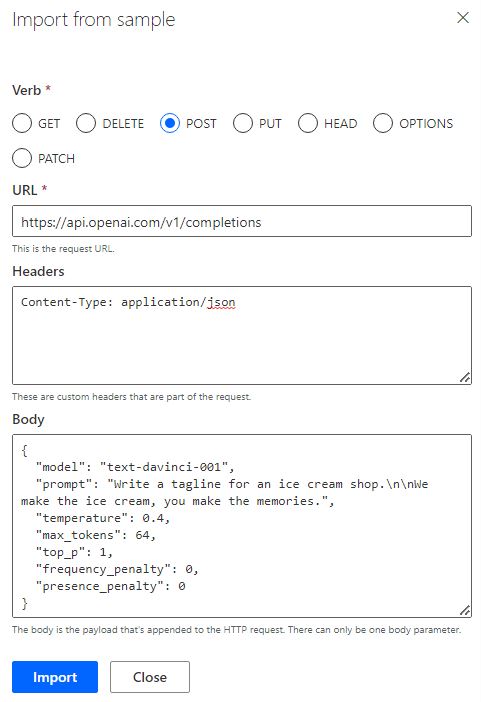 Import from sample
Verb *
GET DELETE POST PUT HEAD OPTIONS
PATCH
URL *
https://api.openai.com/v1/completions
This is the request URL.
Headers
Content-Type: application/json
These are custom headers that are part of the request.
Body
{
  "model": "text-davinci-001",
  "prompt": "Write a tagline for an ice cream shop.\n\nWe
make the ice cream, you make the memories.",
  "temperature": 0.4,
  "max_tokens": 64,
  "top_p": 1,
  "frequency_penalty": 0,
  "presence_penalty": 0
}
The body is the payload that's appended to the HTTP request. There can only be one body parameter.
Import Close